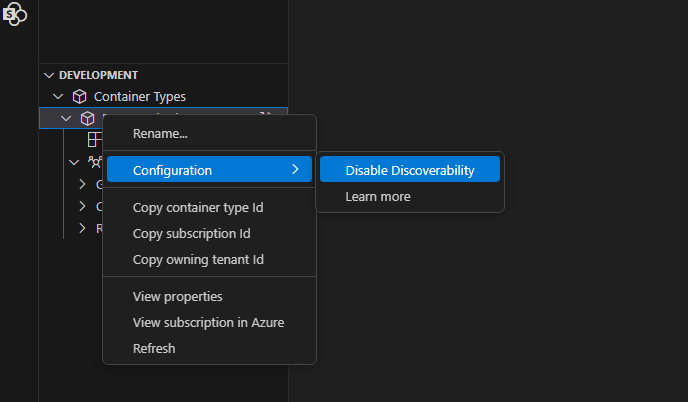 DEVELOPMENT
Container Types
Rename...
Configuration
Disable Discoverability
Learn more
Copy container type Id
Copy subscription Id
Copy owning tenant Id
View properties
View subscription in Azure
Refresh